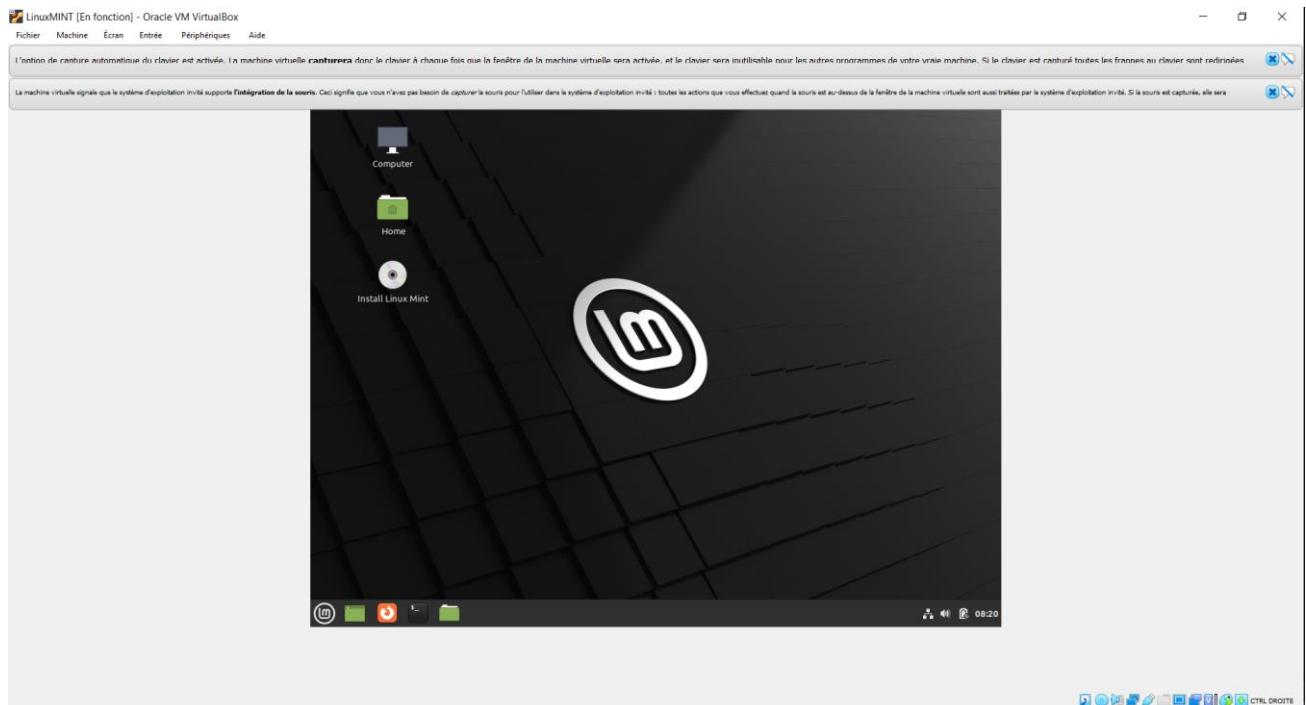 LinuxMINT [En fonction] - Oracle VM VirtualBox
Fichier Machine Écran Entrée Périphériques Aide
L'option de capture automatique du clavier est activée. La machine virtuelle capturera donc le clavier à chaque fois que la fenêtre de la machine virtuelle sera activée, et le clavier sera inutilisable pour les autres programmes de votre vraie machine. Si le clavier est capturé toutes les frappes au clavier sont redirigées
La machine virtuelle signale que le système d'exploitation invité supporte l'intégration de la souris. Ceci signifie que vous n'avez pas besoin de capturer la souris pour l'utiliser dans le système d'exploitation invité : toutes les actions que vous effectuez quand la souris est au-dessus de la fenêtre de la machine virtuelle sont aussi traitées par le système d'exploitation invité. Si la souris est capturée, elle sera
Computer
Home
Install Linux Mint
lm
08:20
CTRL DROITE